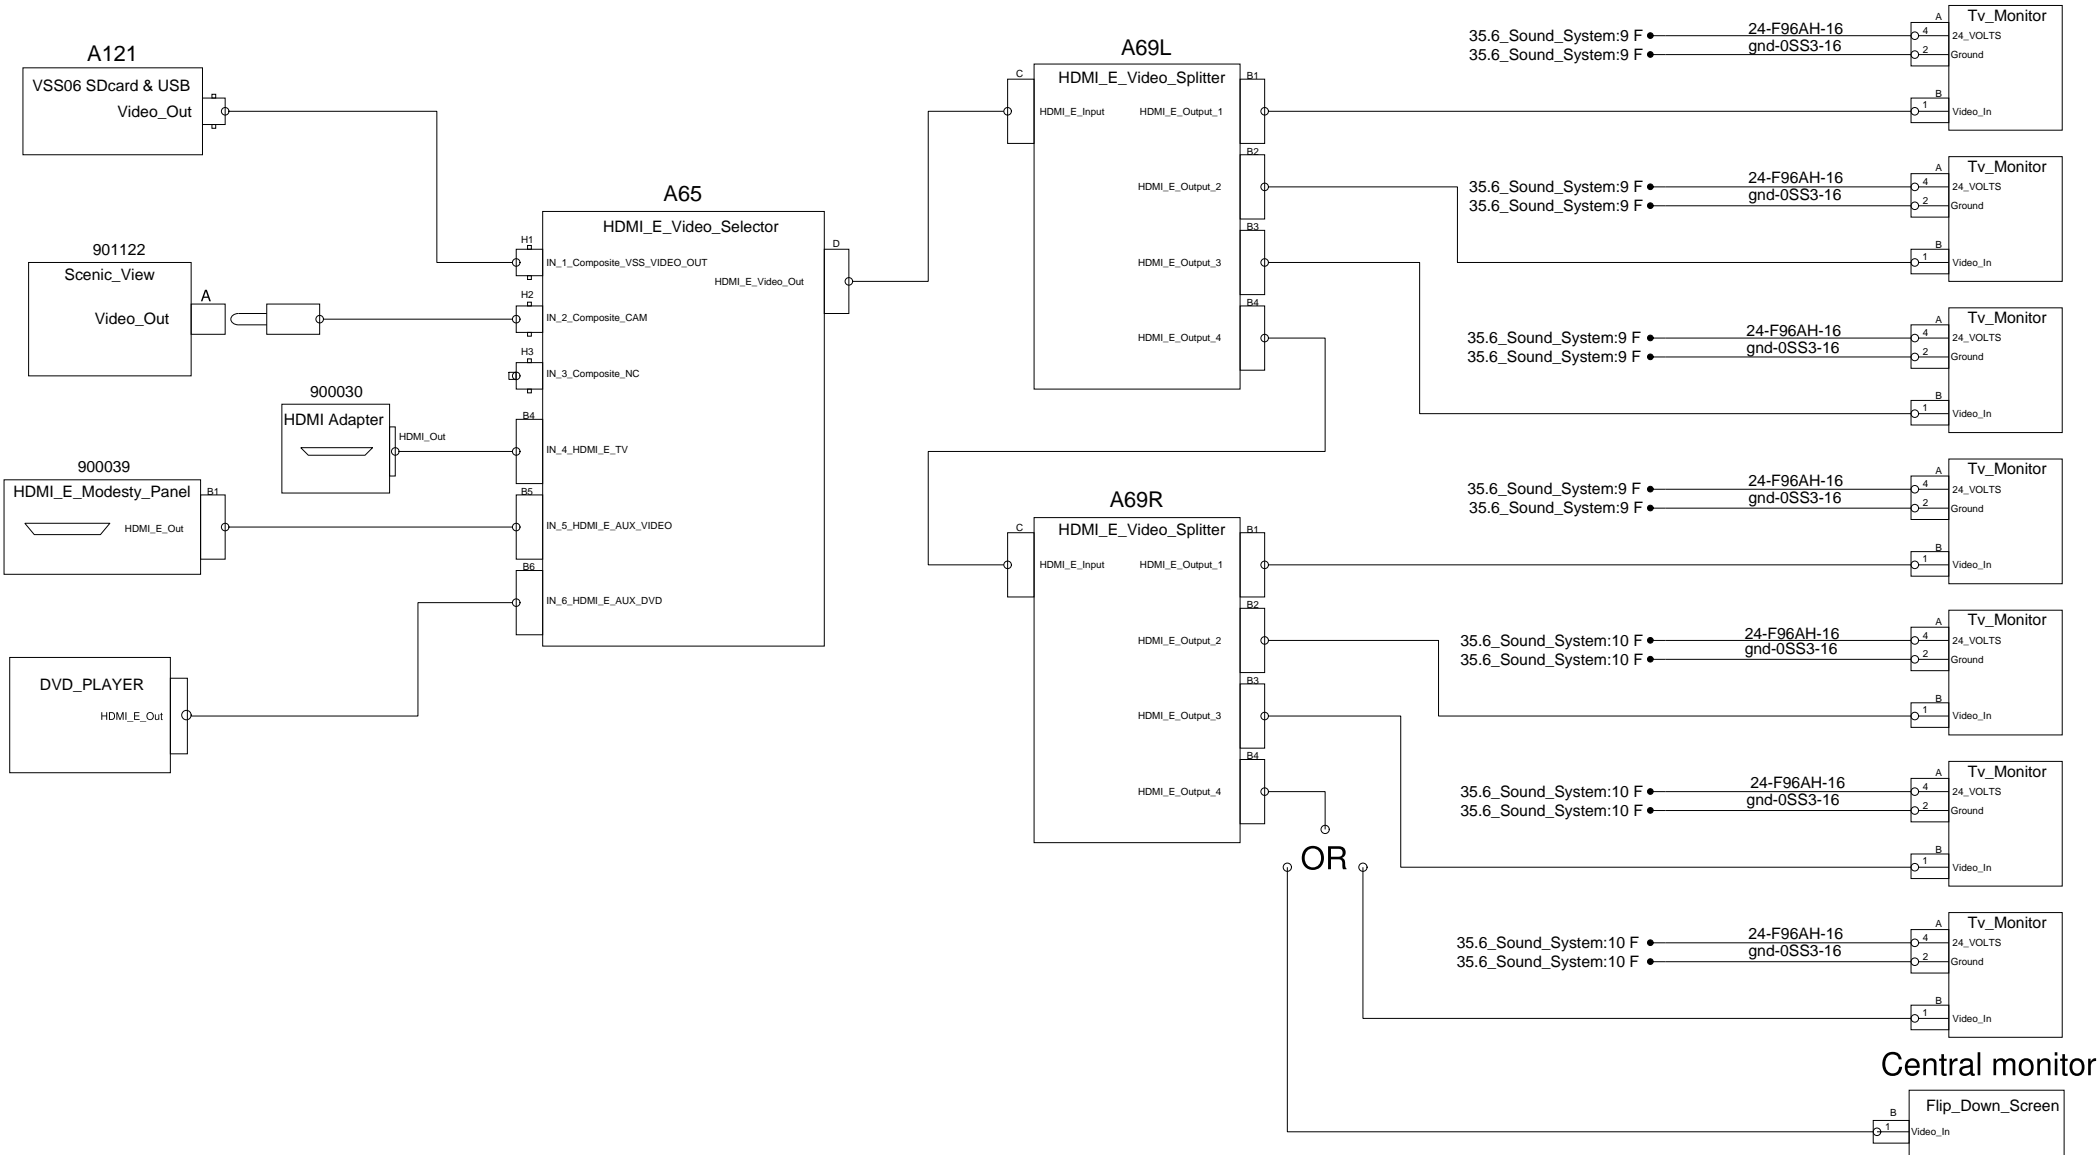 A121
VSS06 SDcard & USB
Video_Out
901122
Scenic_View
A
Video_Out
900030
HDMI Adapter
HDMI_Out
900039
HDMI_E_Modesty_Panel
B1
HDMI_E_Out
DVD_PLAYER
HDMI_E_Out
A65
HDMI_E_Video_Selector
H1
IN_1_Composite_VSS_VIDEO_OUT
D
HDMI_E_Video_Out
H2
IN_2_Composite_CAM
H3
IN_3_Composite_NC
B4
IN_4_HDMI_E_TV
B5
IN_5_HDMI_E_AUX_VIDEO
B6
IN_6_HDMI_E_AUX_DVD
A69L
HDMI_E_Video_Splitter
C
B1
HDMI_E_Input
HDMI_E_Output_1
B2
HDMI_E_Output_2
B3
HDMI_E_Output_3
B4
HDMI_E_Output_4
A69R
HDMI_E_Video_Splitter
C
B1
HDMI_E_Input
HDMI_E_Output_1
B2
HDMI_E_Output_2
B3
HDMI_E_Output_3
B4
HDMI_E_Output_4
OR
Tv_Monitor
35.6_Sound_System:9 F
24-F96AH-16
A
4
24_VOLTS
35.6_Sound_System:9 F
gnd-0SS3-16
2
Ground
B
1
Video_In
Tv_Monitor
35.6_Sound_System:9 F
24-F96AH-16
A
4
24_VOLTS
35.6_Sound_System:9 F
gnd-0SS3-16
2
Ground
B
1
Video_In
Tv_Monitor
35.6_Sound_System:9 F
24-F96AH-16
A
4
24_VOLTS
35.6_Sound_System:9 F
gnd-0SS3-16
2
Ground
B
1
Video_In
Tv_Monitor
35.6_Sound_System:9 F
24-F96AH-16
A
4
24_VOLTS
35.6_Sound_System:9 F
gnd-0SS3-16
2
Ground
B
1
Video_In
Tv_Monitor
35.6_Sound_System:10 F
24-F96AH-16
A
4
24_VOLTS
35.6_Sound_System:10 F
gnd-0SS3-16
2
Ground
B
1
Video_In
Tv_Monitor
35.6_Sound_System:10 F
24-F96AH-16
A
4
24_VOLTS
35.6_Sound_System:10 F
gnd-0SS3-16
2
Ground
B
1
Video_In
Tv_Monitor
35.6_Sound_System:10 F
24-F96AH-16
A
4
24_VOLTS
35.6_Sound_System:10 F
gnd-0SS3-16
2
Ground
B
1
Video_In
Central monitor
Flip_Down_Screen
B
1
Video_In